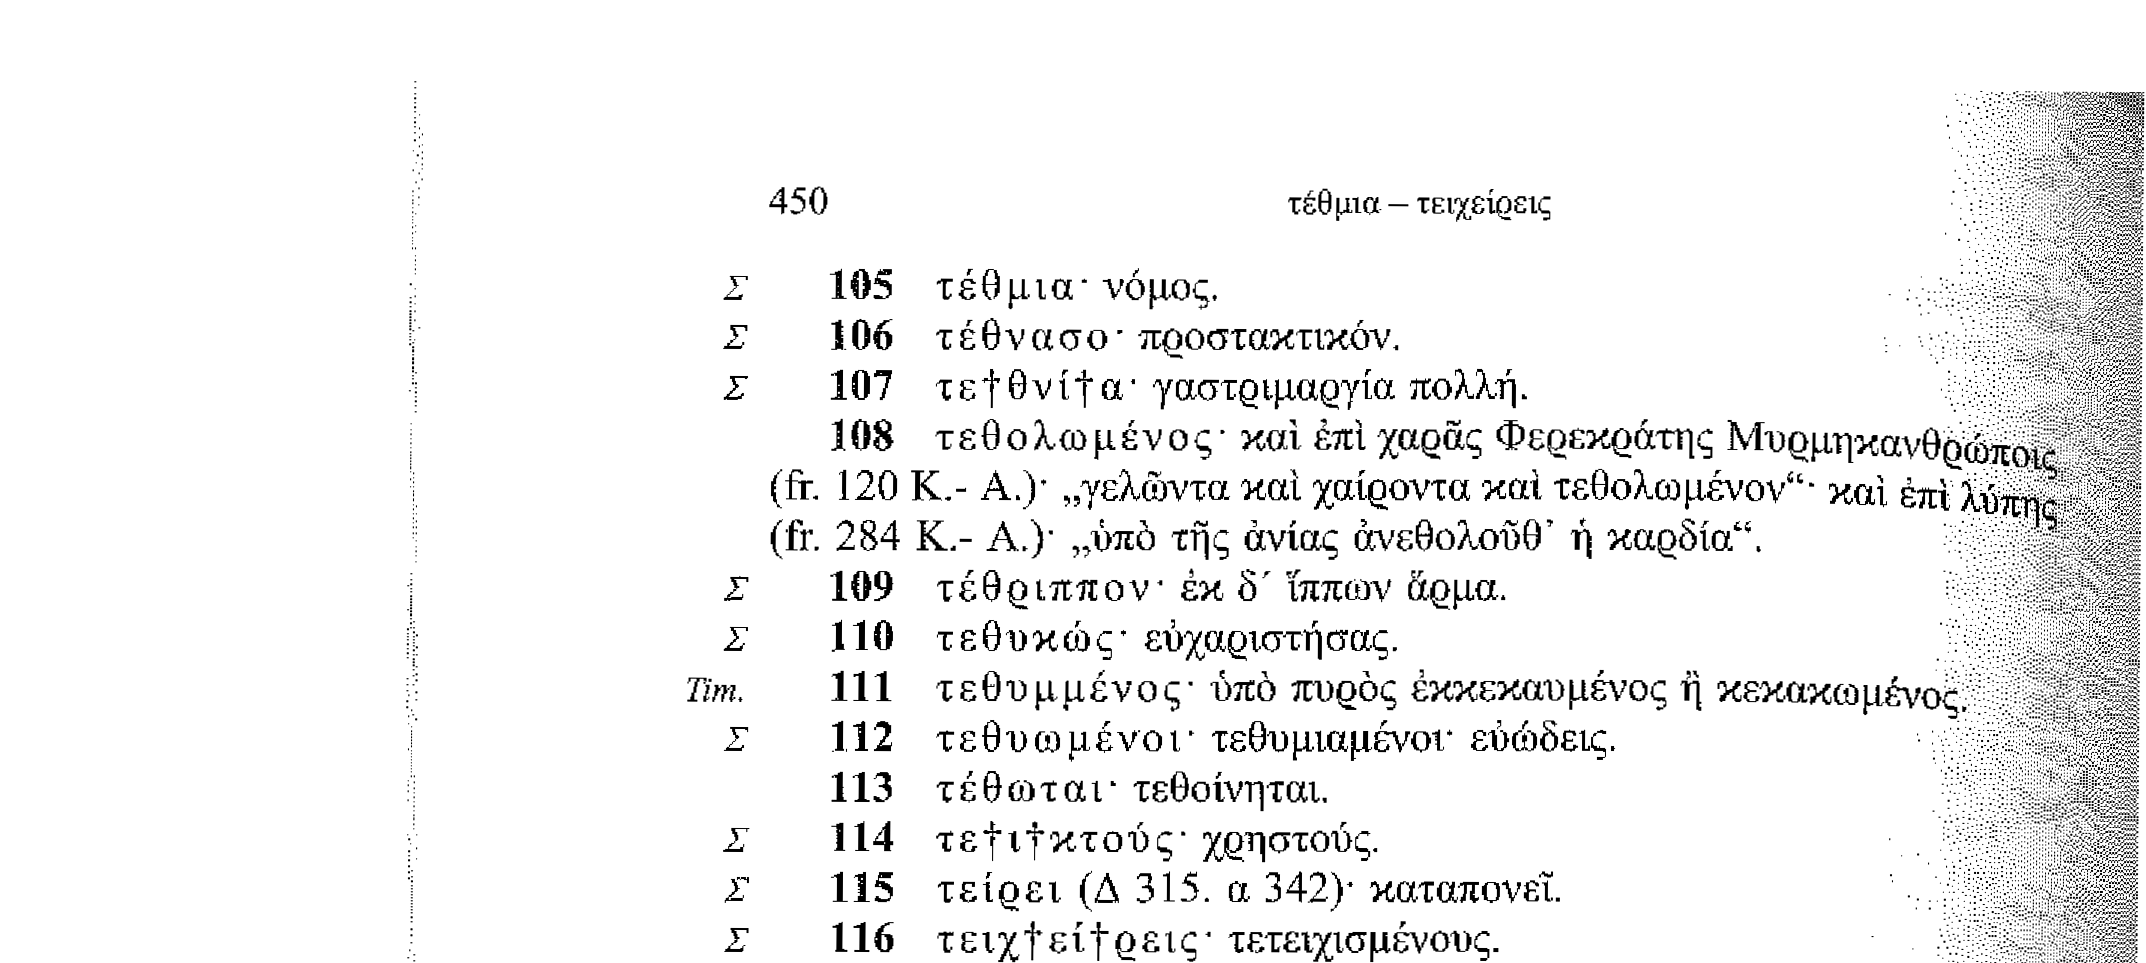 450 τέθμια – τειχείρεις
Σ 105 τέθμια· νόμος.
Σ 106 τέθνασο· προστακτικόν.
Σ 107 τε†θνί†α· γαστριμαργία πολλή.
108 τεθολωμένος· καὶ ἐπὶ χαρᾶς Φερεκράτης Μυρμηκανθρώποις
(fr. 120 K.- A.)· „γελῶντα καὶ χαίροντα καὶ τεθολωμένον“· καὶ ἐπὶ λύπης
(fr. 284 K.- A.)· „ὑπὸ τῆς ἀνίας ἀνεθολοῦθ’ ἡ καρδία“.
Σ 109 τέθριππον· ἐκ δ´ ἵππων ἅρμα.
Σ 110 τεθυκώς· εὐχαριστήσας.
Tim. 111 τεθυμμένος· ὑπὸ πυρὸς ἐκκεκαυμένος ἢ κεκακωμένος.
Σ 112 τεθυωμένοι· τεθυμιαμένοι· εὐώδεις.
113 τέθωται· τεθοίνηται.
Σ 114 τε†ι†κτούς· χρηστούς.
Σ 115 τείρει (Δ 315. α 342)· καταπονεῖ.
Σ 116 τειχ†εί†ρεις· τετειχισμένους.